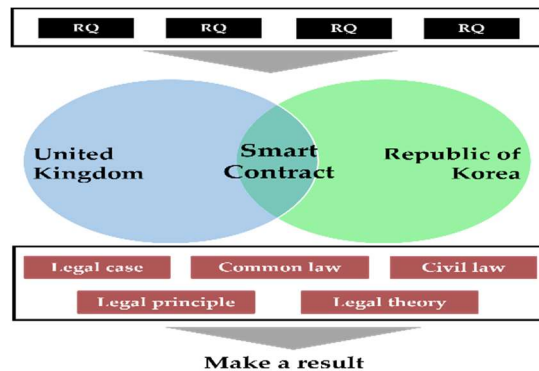 RQ RQ RQ RQ
United Kingdom
Smart Contract
Republic of Korea
Legal case Common law Civil law
Legal principle Legal theory
Make a result